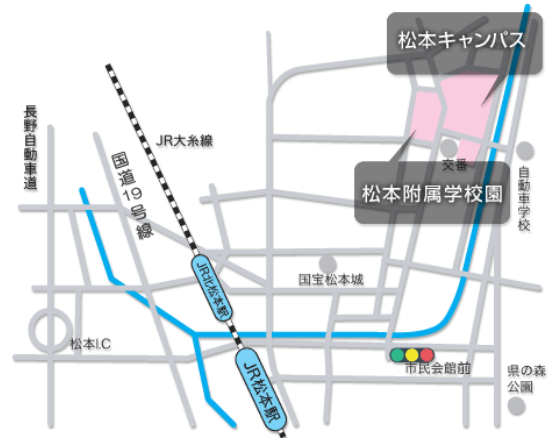 松本キャンパス
長野自動車道
JR大糸線
国道19号線
交番
自動車学校
松本附属学校園
JR北松本駅
国宝松本城
松本I.C
JR松本駅
市民会館前
県の森
公園